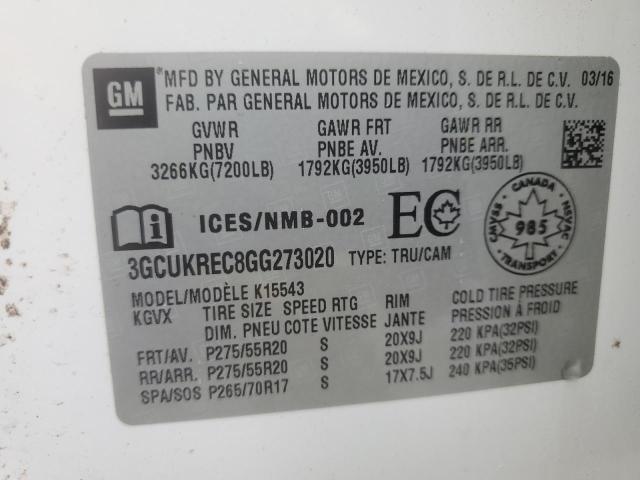 GM
*MFD BY GENERAL MOTORS DE MEXICO, S. DE R.L. DE C.V. 03/16
FAB. PAR GENERAL MOTORS DE MEXICO, S. DE R.L. DE C.V.
GVWR GAWR FRT GAWR RR
PNBV PNBE AV. PNBE ARR.
3266KG(7200LB) 1792KG(3950LB) 1792KG(3950LB)
i ICES/NMB-002 EC
CANADA
CMVSS 985 NSVAC
TRANSPORT
3GCUKREC8GG273020 TYPE: TRU/CAM
MODEL/MODÈLE K15543
KGVX TIRE SIZE SPEED RTG RIM COLD TIRE PRESSURE
DIM. PNEU COTE VITESSE JANTE PRESSION À FROID
FRT/AV. P275/55R20 S 20X9J 220 KPA(32PSI)
RR/ARR. P275/55R20 S 20X9J 220 KPA(32PSI)
SPA/SOS P265/70R17 S 17X7.5J 240 KPA(35PSI)